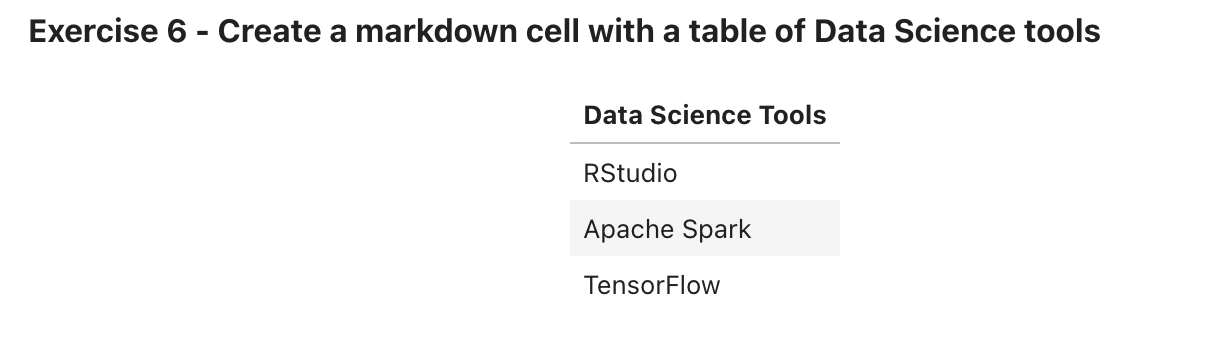 Exercise 6 - Create a markdown cell with a table of Data Science tools
Data Science Tools
RStudio
Apache Spark
TensorFlow